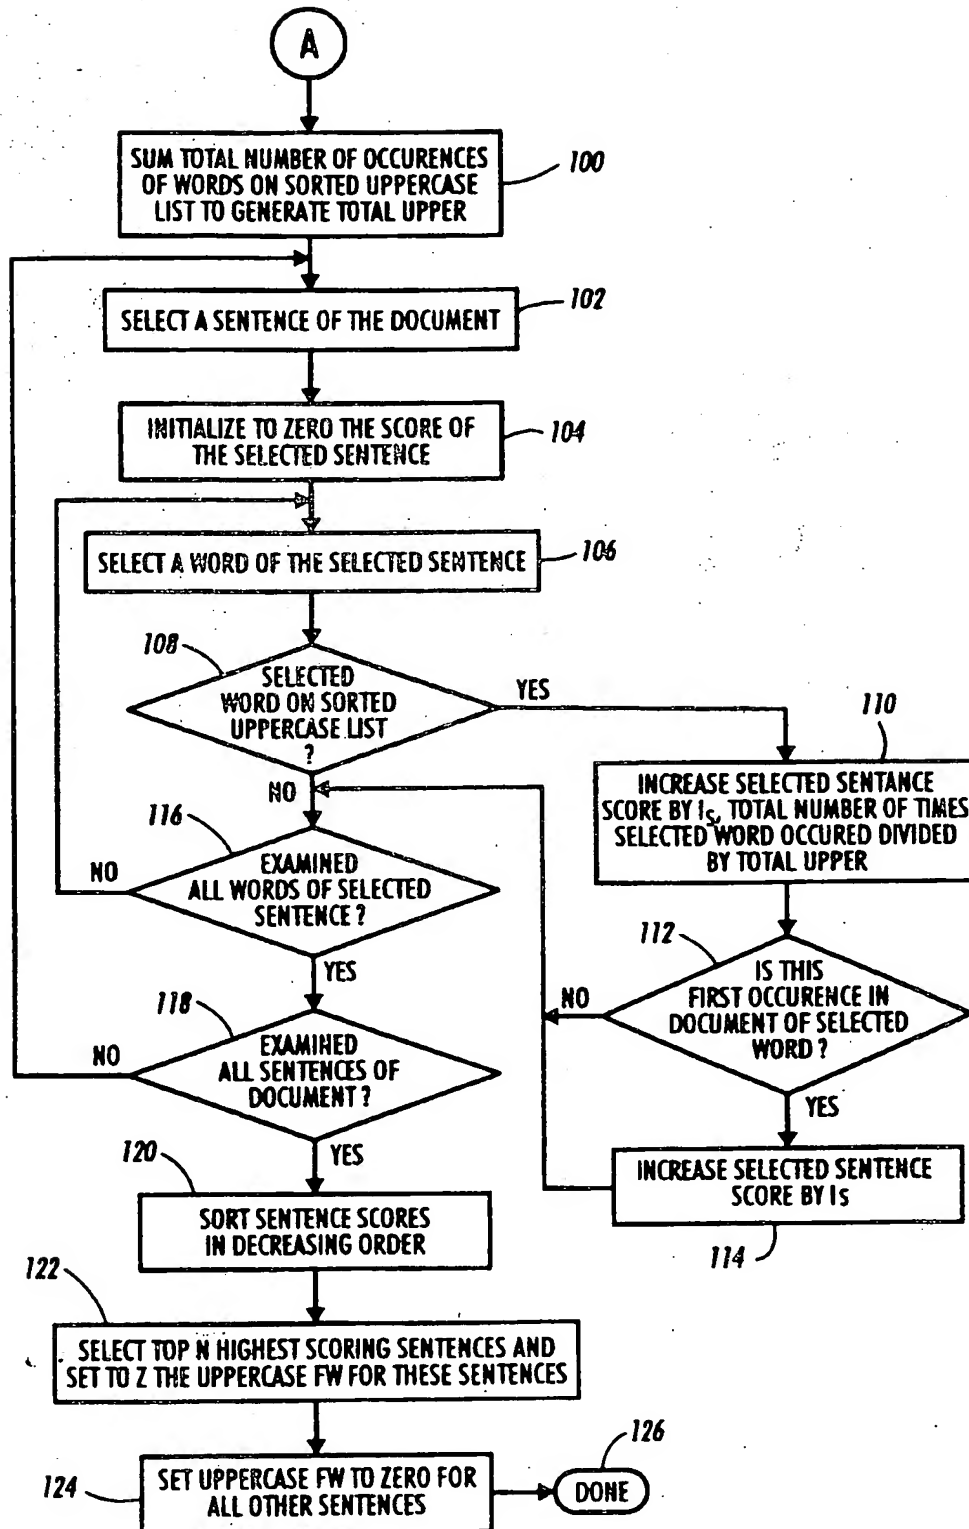 A
SUM TOTAL NUMBER OF OCCURENCES
OF WORDS ON SORTED UPPERCASE
LIST TO GENERATE TOTAL UPPER
100
SELECT A SENTENCE OF THE DOCUMENT
102
INITIALIZE TO ZERO THE SCORE OF
THE SELECTED SENTENCE
104
SELECT A WORD OF THE SELECTED SENTENCE
106
108
SELECTED
WORD ON SORTED
UPPERCASE LIST
?
YES
NO
110
INCREASE SELECTED SENTANCE
SCORE BY Is, TOTAL NUMBER OF TIMES
SELECTED WORD OCCURED DIVIDED
BY TOTAL UPPER
112
IS THIS
FIRST OCCURENCE IN
DOCUMENT OF SELECTED
WORD ?
NO
YES
INCREASE SELECTED SENTENCE
SCORE BY Is
114
116
EXAMINED
ALL WORDS OF SELECTED
SENTENCE ?
NO
YES
118
EXAMINED
ALL SENTENCES OF
DOCUMENT ?
NO
YES
120
SORT SENTENCE SCORES
IN DECREASING ORDER
122
SELECT TOP N HIGHEST SCORING SENTENCES AND
SET TO Z THE UPPERCASE FW FOR THESE SENTENCES
124
SET UPPERCASE FW TO ZERO FOR
ALL OTHER SENTENCES
126
DONE